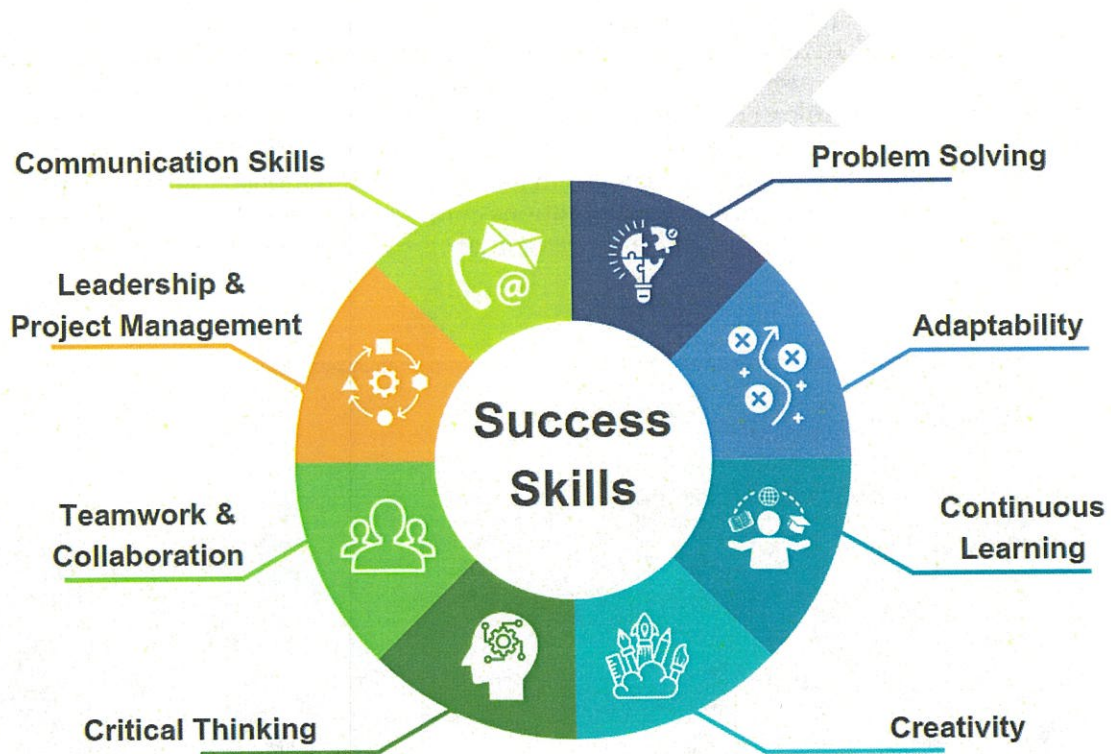 Communication Skills
Problem Solving
Leadership &
Project Management
Adaptability
@
Success
Skills
Teamwork &
Collaboration
Continuous
Learning
Critical Thinking
Creativity